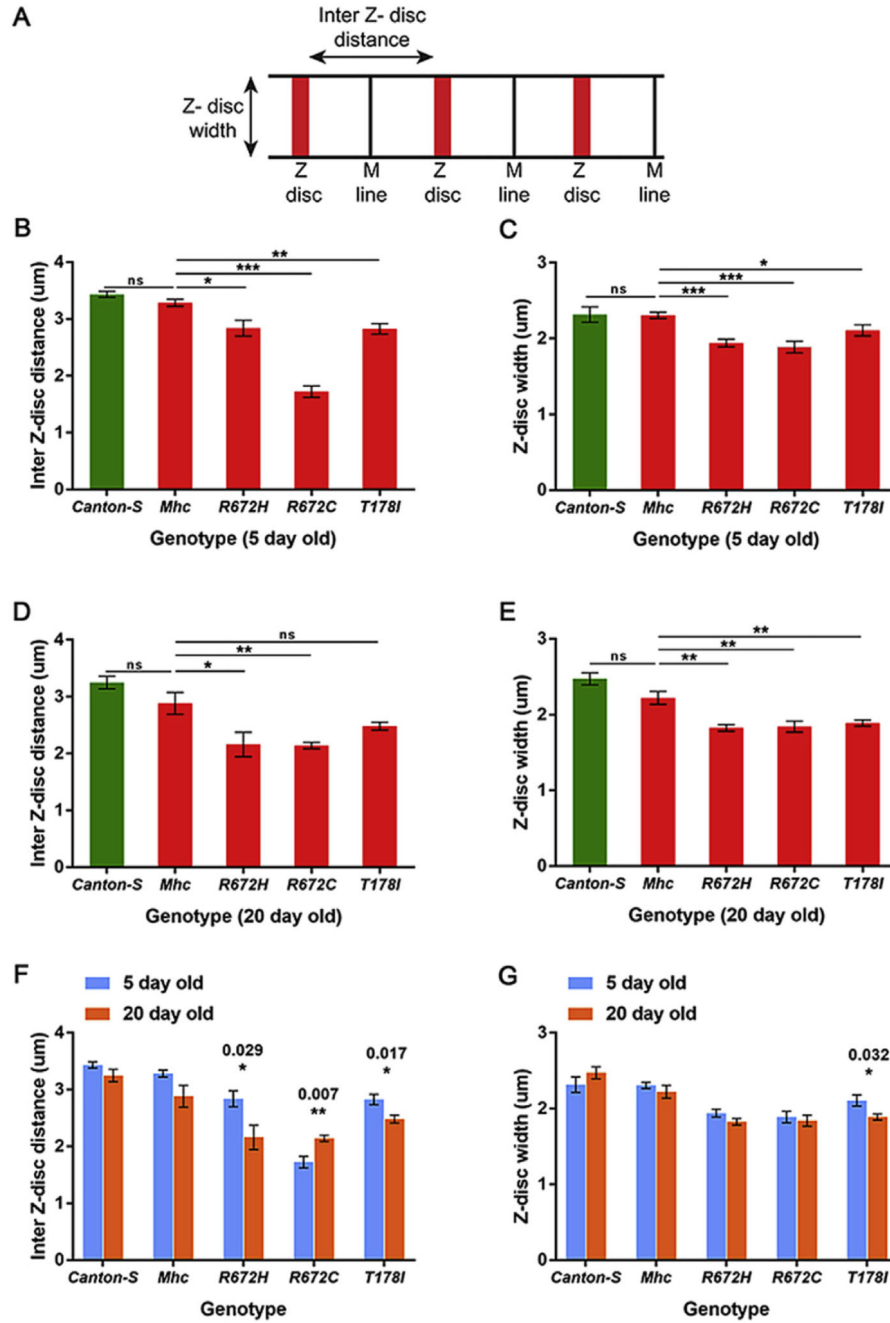 A
Inter Z- disc
distance
Z- disc
width
Z M Z M Z M
disc line disc line disc line
B
Inter Z-disc distance (um)
4
3
2
1
0
ns
*
***
**
Canton-S Mhc R672H R672C T178I
Genotype (5 day old)
C
Z-disc width (um)
3
2
1
0
ns
***
***
*
Canton-S Mhc R672H R672C T178I
Genotype (5 day old)
D
Inter Z-disc distance (um)
4
3
2
1
0
ns
*
**
ns
Canton-S Mhc R672H R672C T178I
Genotype (20 day old)
E
Z-disc width (um)
3
2
1
0
ns
**
**
**
Canton-S Mhc R672H R672C T178I
Genotype (20 day old)
F
5 day old
20 day old
Inter Z-disc distance (um)
4
3
2
1
0
0.029
*
0.007
**
0.017
*
Canton-S Mhc R672H R672C T178I
Genotype
G
5 day old
20 day old
Z-disc width (um)
3
2
1
0
0.032
*
Canton-S Mhc R672H R672C T178I
Genotype